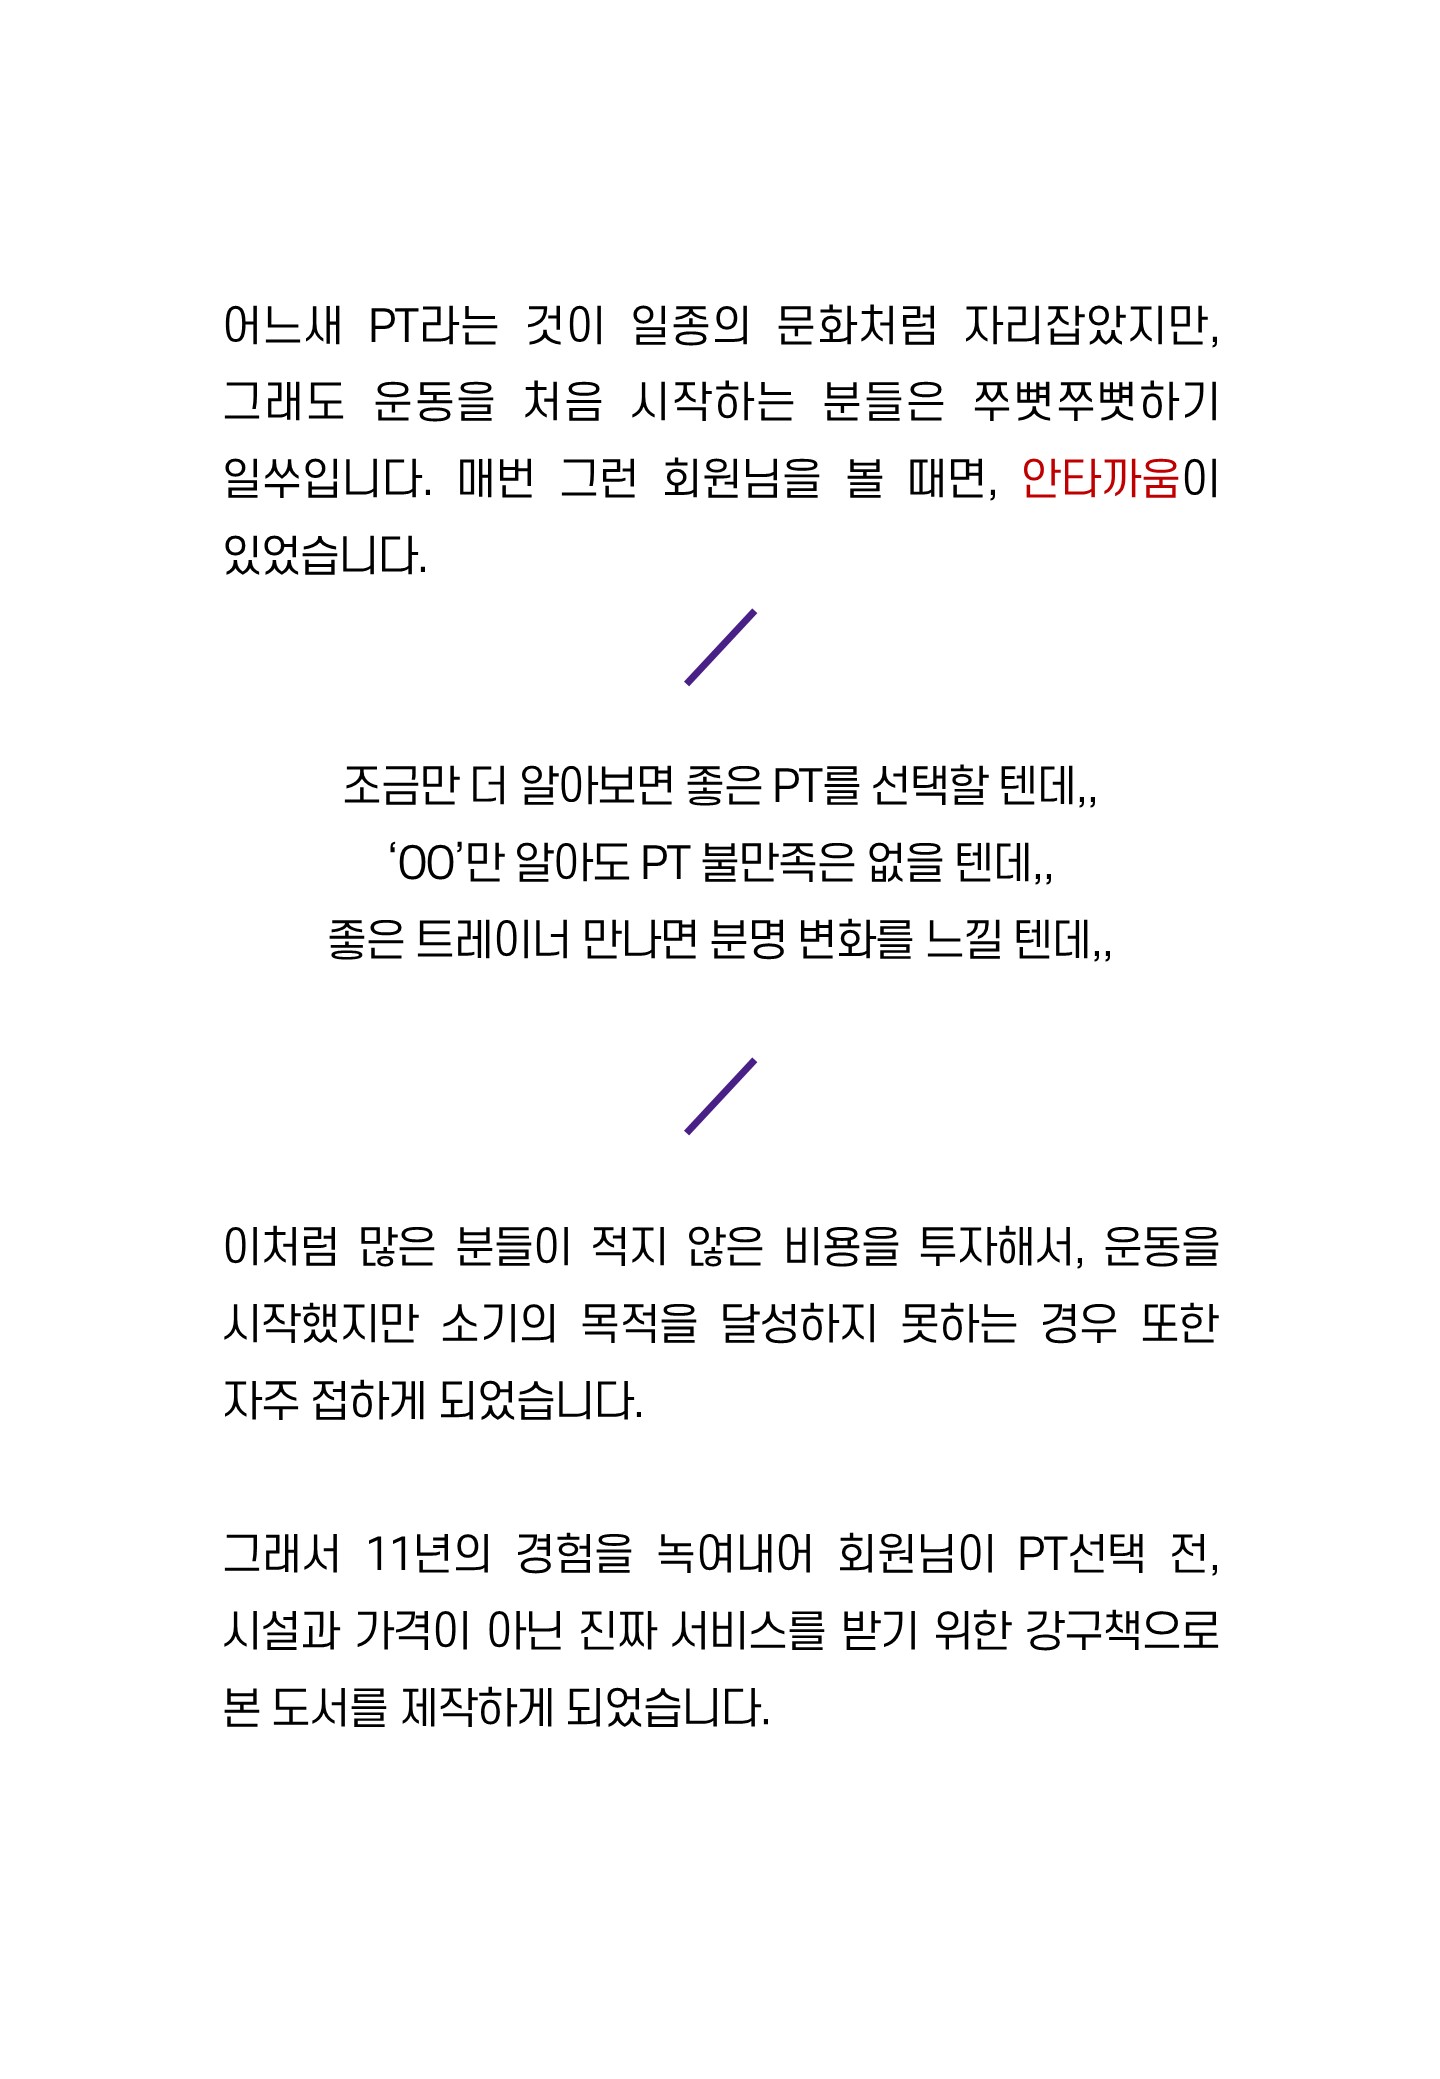 어느새 PT라는 것이 일종의 문화처럼 자리잡았지만,
그래도 운동을 처음 시작하는 분들은 쭈뼛쭈뼛하기
일쑤입니다. 매번 그런 회원님을 볼 때면, 안타까움이
있었습니다.
조금만 더 알아보면 좋은 PT를 선택할 텐데,,
‘OO’만 알아도 PT 불만족은 없을 텐데,,
좋은 트레이너 만나면 분명 변화를 느낄 텐데,,
이처럼 많은 분들이 적지 않은 비용을 투자해서, 운동을
시작했지만 소기의 목적을 달성하지 못하는 경우 또한
자주 접하게 되었습니다.
그래서 11년의 경험을 녹여내어 회원님이 PT선택 전,
시설과 가격이 아닌 진짜 서비스를 받기 위한 강구책으로
본 도서를 제작하게 되었습니다.